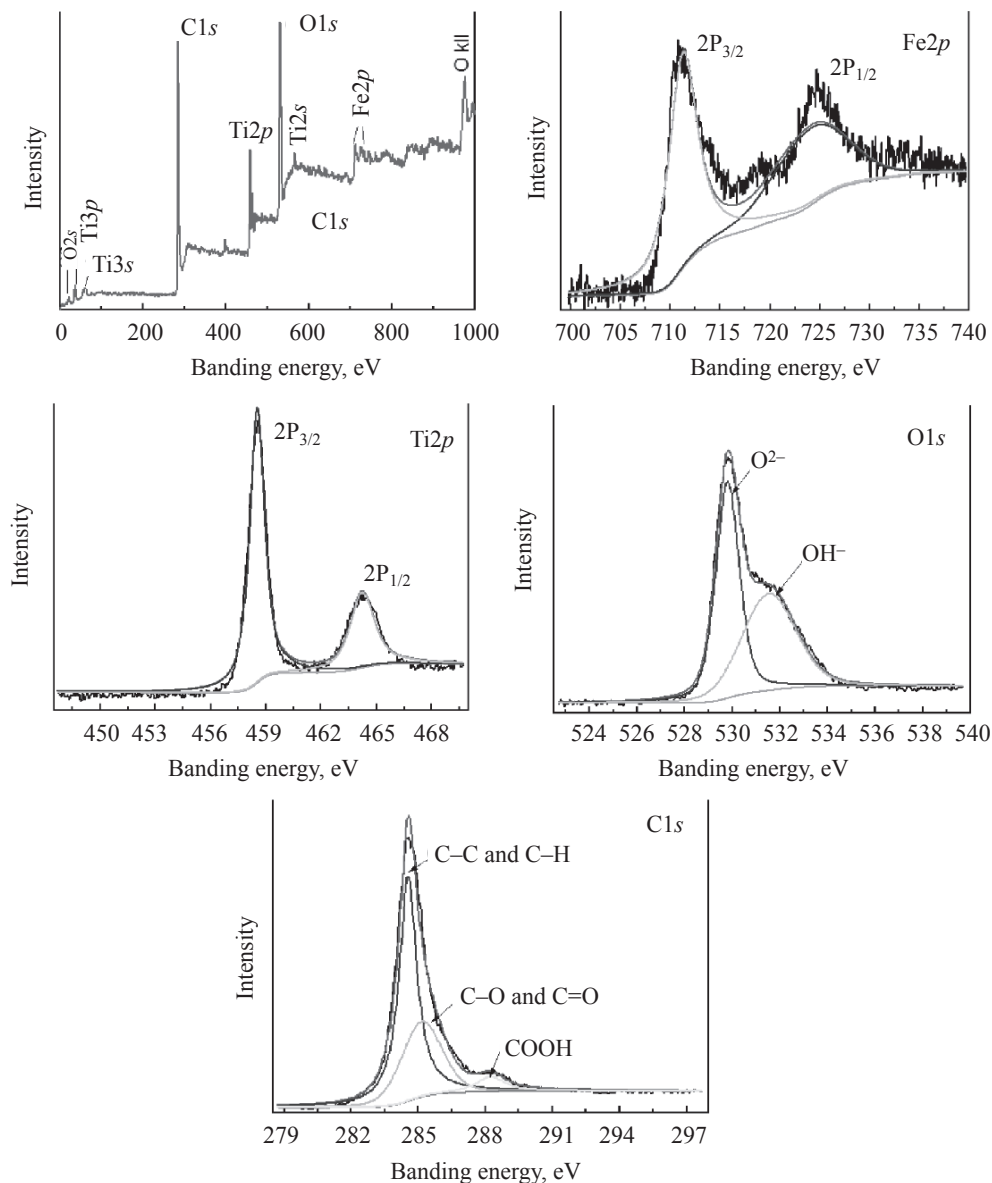 C1s
O1s
O kll
Ti2p
Ti2s
Fe2p
O2s
Ti3p
Ti3s
C1s
Intensity
0 200 400 600 800 1000
Banding energy, eV
Fe2p
2P3/2
2P1/2
Intensity
700 705 710 715 720 725 730 735 740
Banding energy, eV
Ti2p
2P3/2
2P1/2
Intensity
450 453 456 459 462 465 468
Banding energy, eV
O1s
O2–
OH–
Intensity
524 526 528 530 532 534 536 538 540
Banding energy, eV
C1s
C–C and C–H
C–O and C=O
COOH
Intensity
279 282 285 288 291 294 297
Banding energy, eV